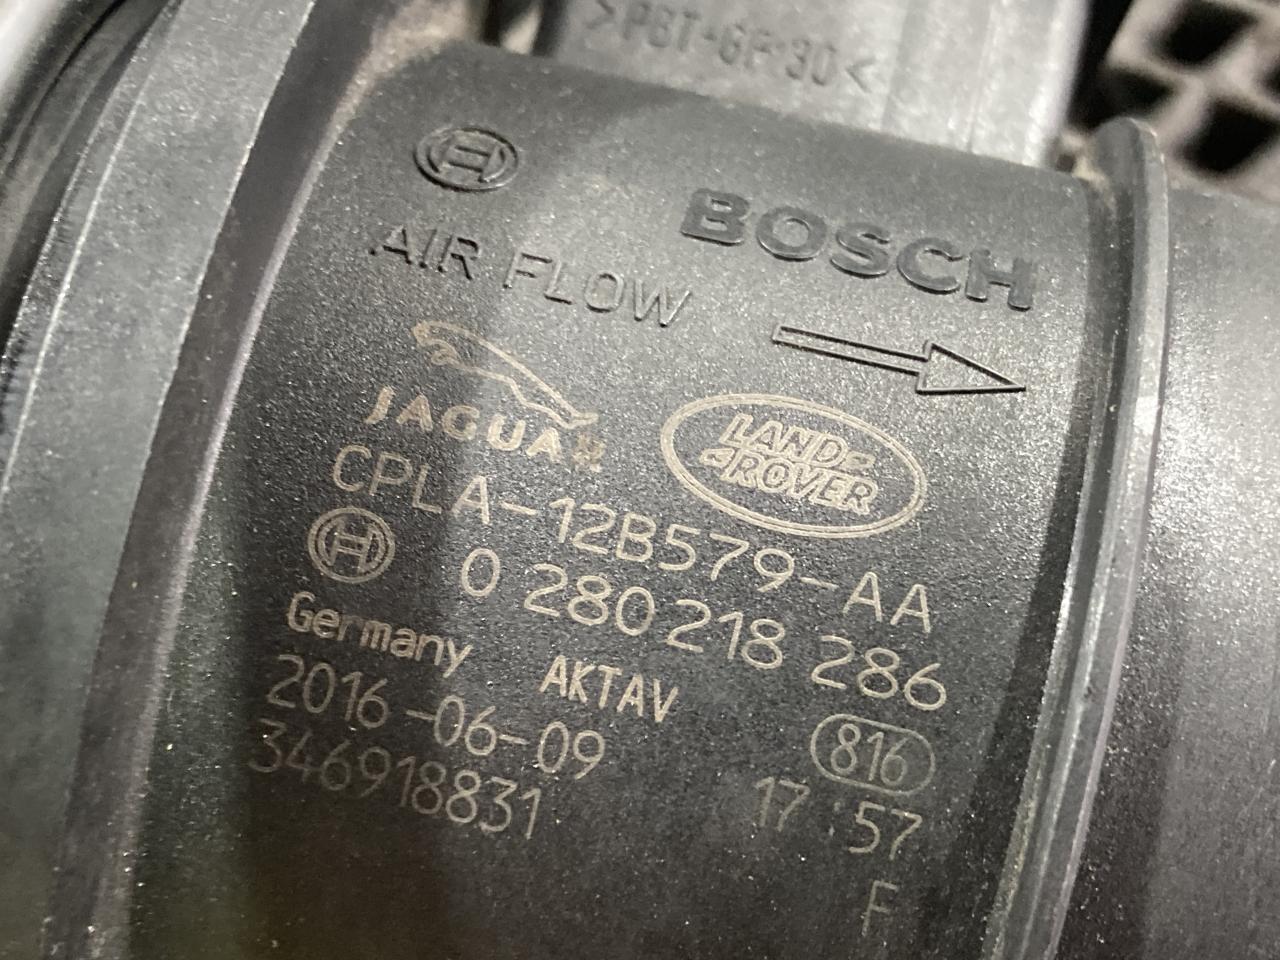 >PBT-GF30<
BOSCH
AIR FLOW
JAGUAR
LAND
ROVER
CPLA-12B579-AA
0 280 218 286
Germany AKTAV
816
2016-06-09
17:57
346918831
F